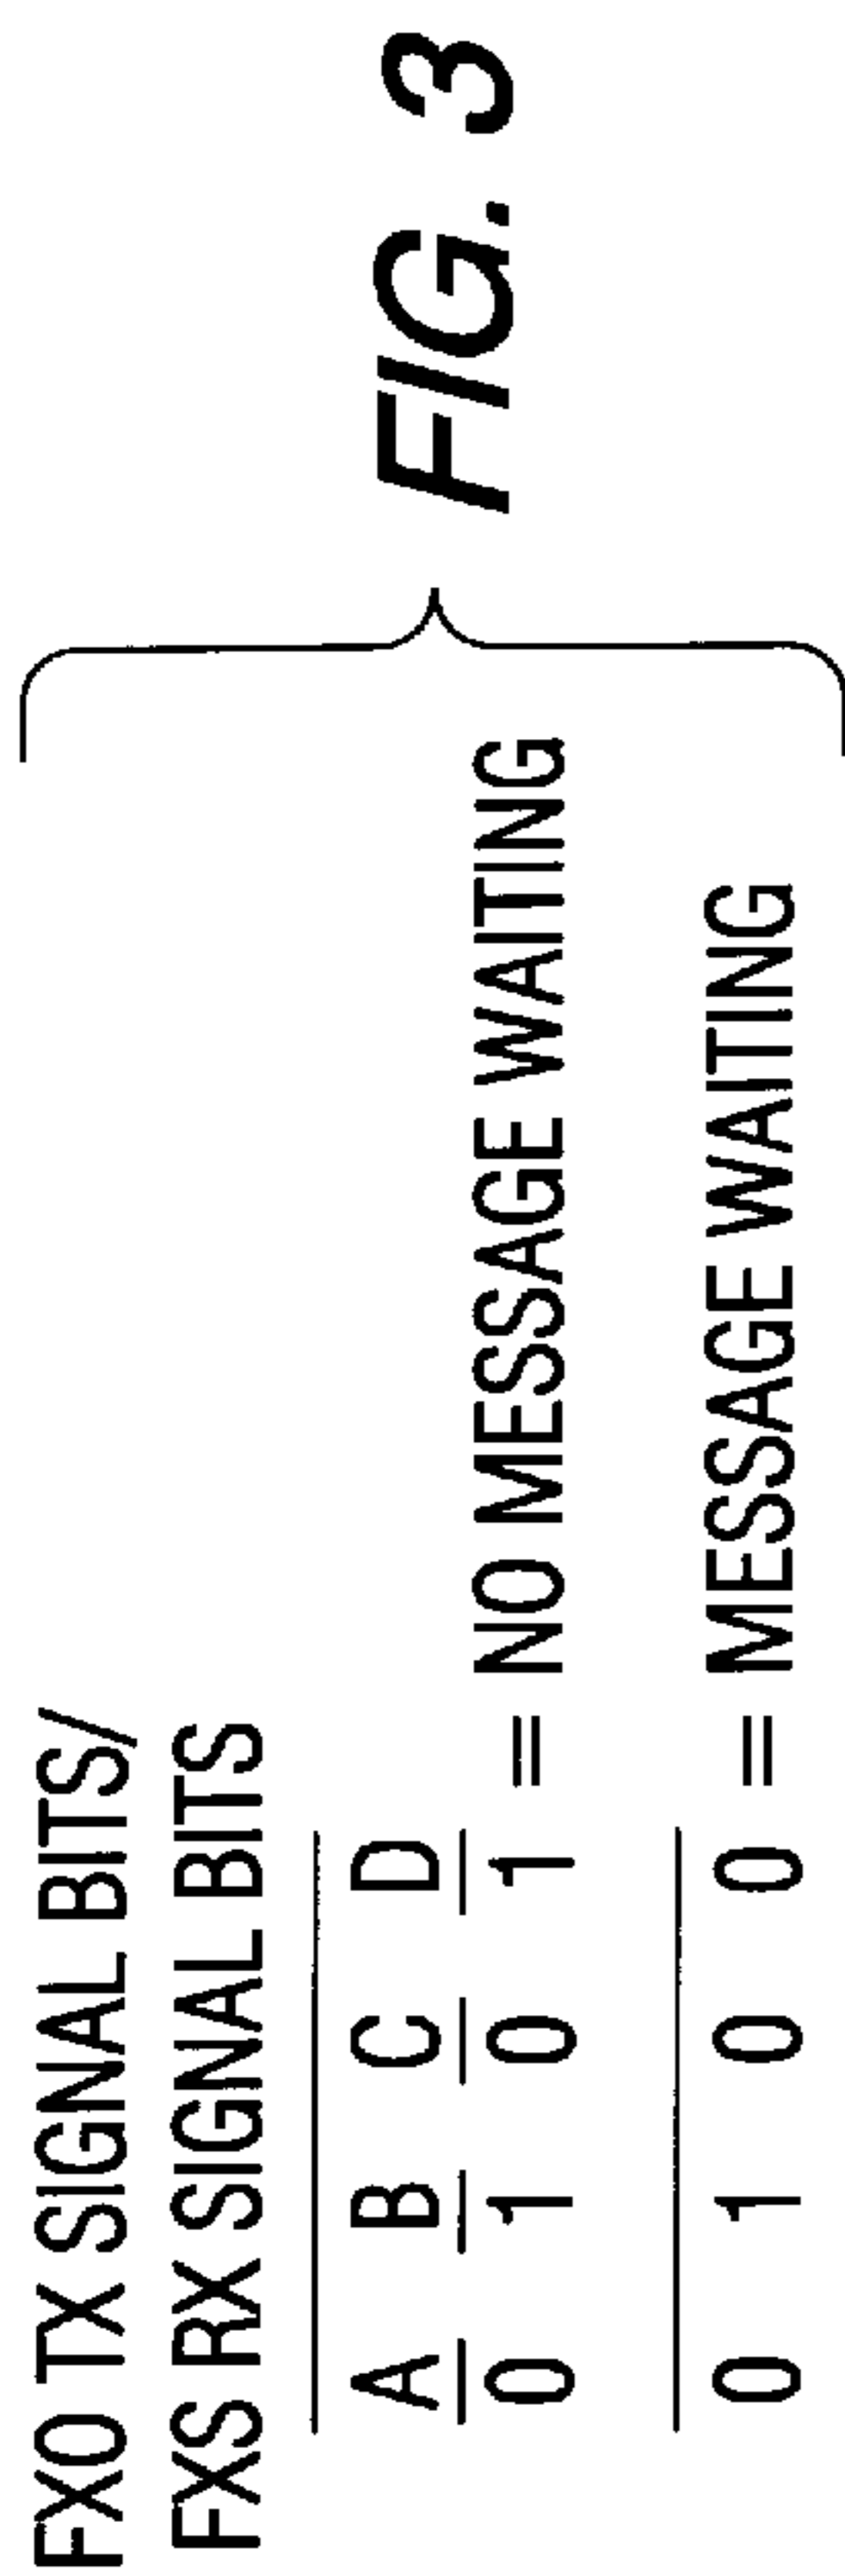 FXO TX SIGNAL BITS/
FXS RX SIGNAL BITS
A B C D
0 1 0 1 = NO MESSAGE WAITING
0 1 0 0 = MESSAGE WAITING
FIG. 3